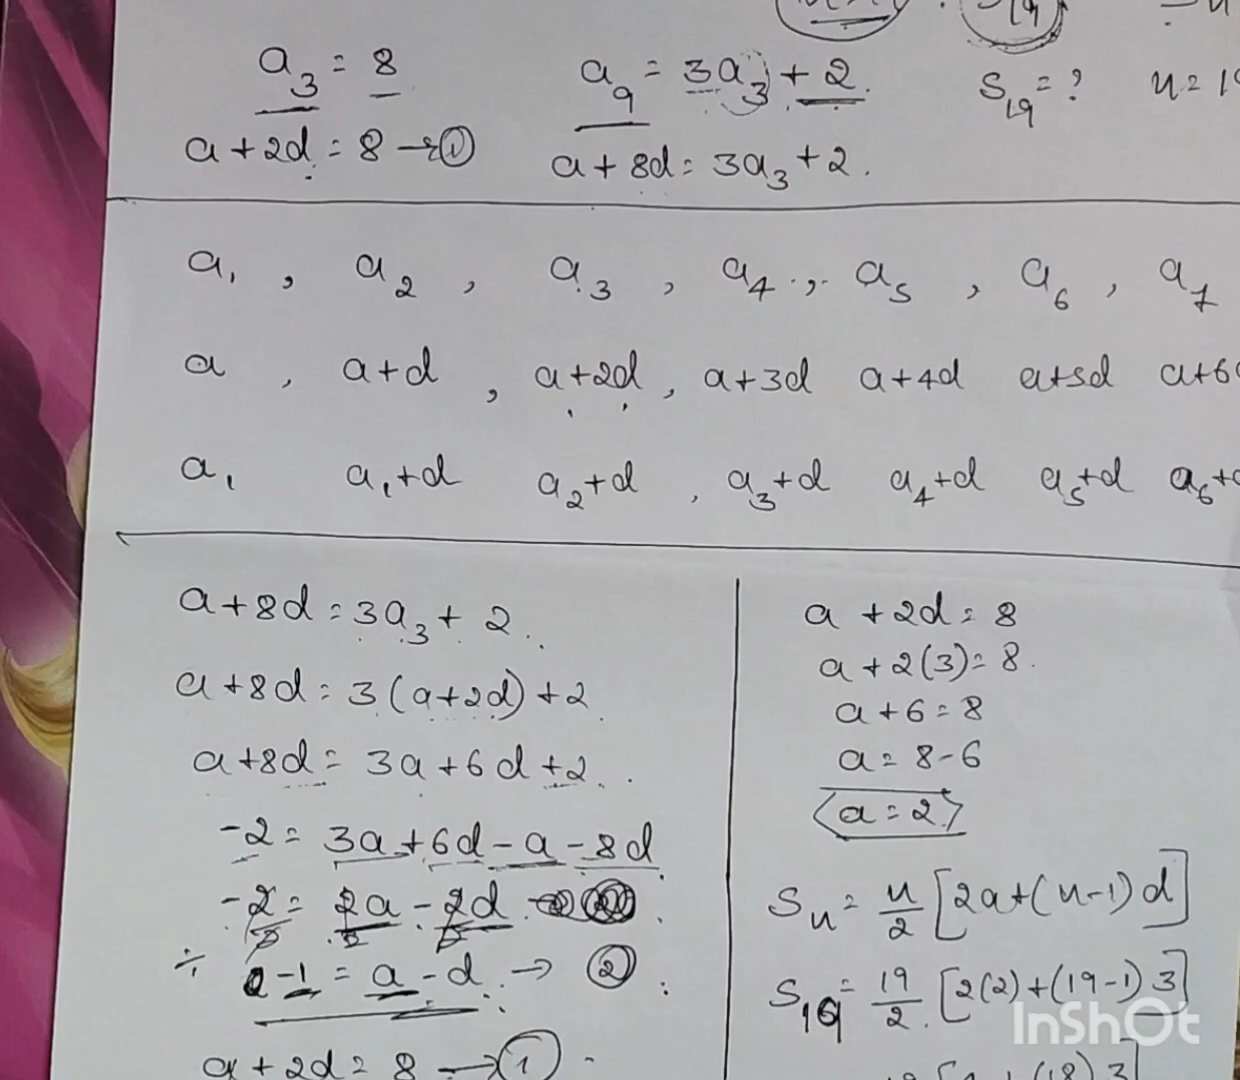 a₃ = 8 a₉ = 3a₃ + 2. S₁₉ = ? n = 19
a + 2d = 8 → ① a + 8d = 3a₃ + 2.
a₁ , a₂ , a₃ , a₄ , a₅ , a₆ , a₇
a , a+d , a+2d , a+3d a+4d a+5d a+6d
a₁ a₁+d a₂+d , a₃+d a₄+d a₅+d a₆+d
a+8d = 3a₃ + 2.
a+8d = 3(a+2d)+2
a+8d = 3a+6d+2
-2 = 3a+6d-a-8d
-2 = 2a - 2d
÷ -1 = a - d → ②
a + 2d = 8 → ①
a + 2d = 8
a + 2(3) = 8
a + 6 = 8
a = 8 - 6
a = 2
Sn = n/2 [2a+(n-1)d]
S₁₉ = 19/2 [2(2)+(19-1)3]
InShOt